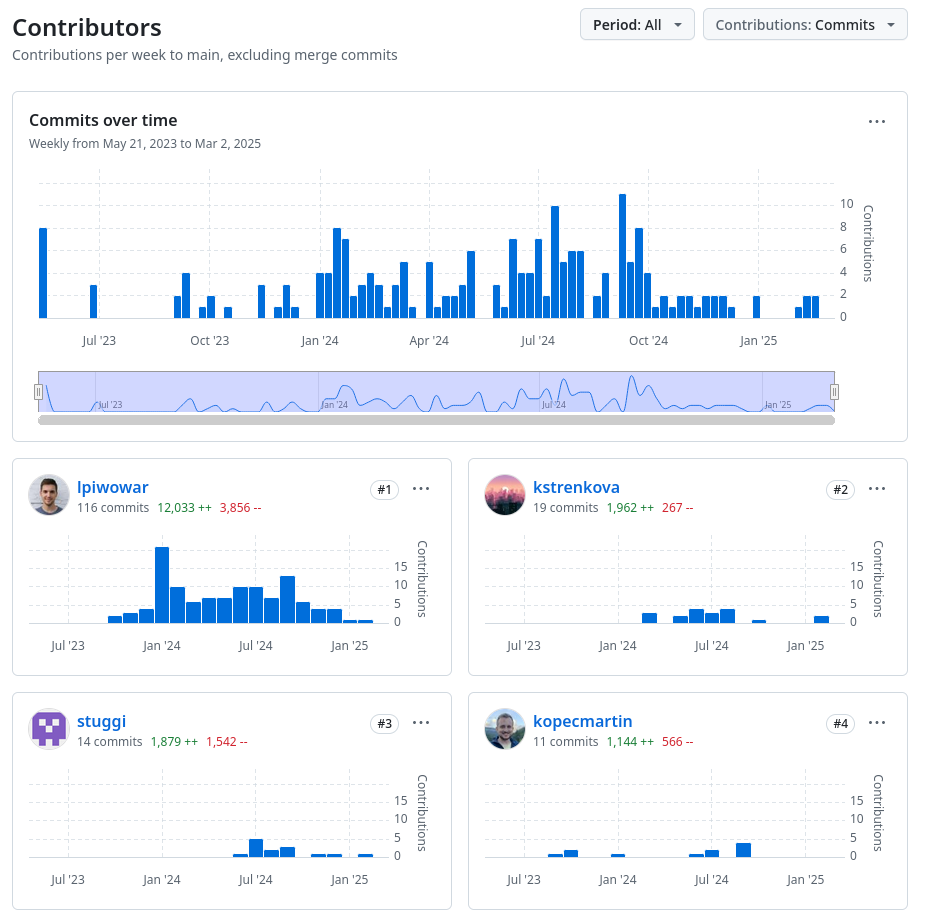 Contributors
Period: All
Contributions: Commits
Contributions per week to main, excluding merge commits
Commits over time
Weekly from May 21, 2023 to Mar 2, 2025
10
8
6
4
2
0
Contributions
Jul '23 Oct '23 Jan '24 Apr '24 Jul '24 Oct '24 Jan '25
Jul '23 Jan '24 Jul '24 Jan '25
lpiwowar
#1
116 commits 12,033 ++ 3,856 --
15
10
5
0
Contributions
Jul '23 Jan '24 Jul '24 Jan '25
kstrenkova
#2
19 commits 1,962 ++ 267 --
15
10
5
0
Contributions
Jul '23 Jan '24 Jul '24 Jan '25
stuggi
#3
14 commits 1,879 ++ 1,542 --
15
10
5
0
Contributions
Jul '23 Jan '24 Jul '24 Jan '25
kopecmartin
#4
11 commits 1,144 ++ 566 --
15
10
5
0
Contributions
Jul '23 Jan '24 Jul '24 Jan '25